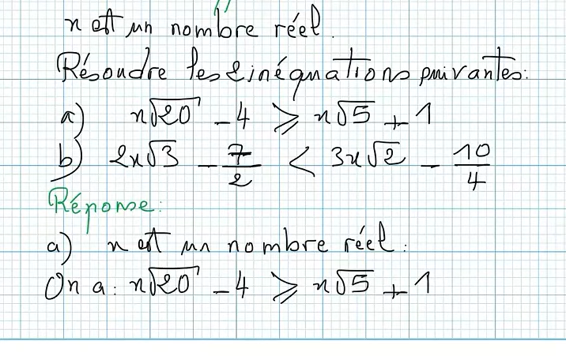 x est un nombre réel.
Résoudre les inéquations suivantes:
a) x√20 - 4 ⩾ x√5 + 1
b) 2x√3 - 7/2 < 3x√2 - 10/4
Réponse:
a) x est un nombre réel.
On a: x√20 - 4 ⩾ x√5 + 1